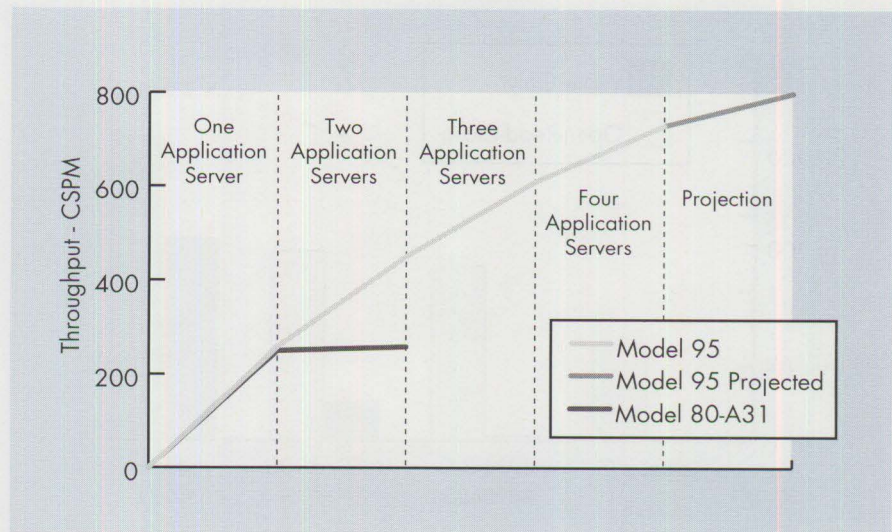 Throughput - CSPM
800
600
400
200
0
One
Application
Server
Two
Application
Servers
Three
Application
Servers
Four
Application
Servers
Projection
Model 95
Model 95 Projected
Model 80-A31